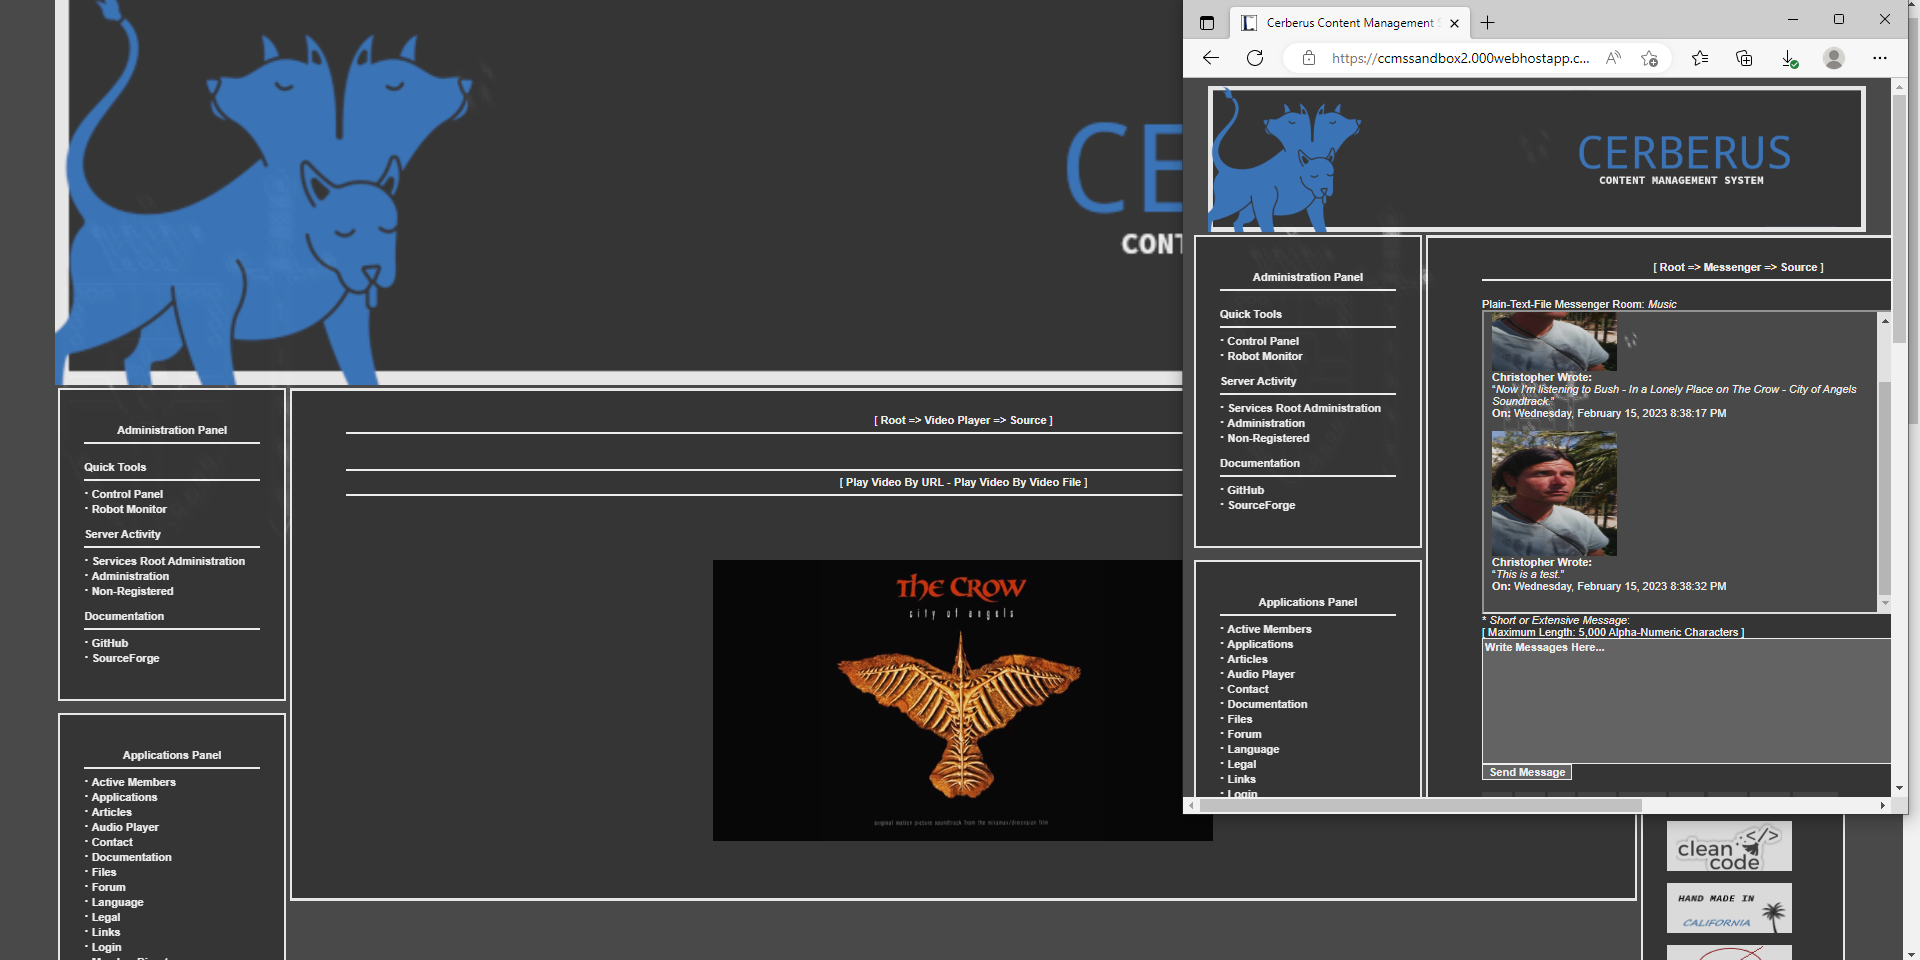 CE
CONT
[ Root => Video Player => Source ]
[ Play Video By URL - Play Video By Video File ]
THE CROW
city of angels
original motion picture soundtrack from the miramax/dimension film
Administration Panel
Quick Tools
· Control Panel
· Robot Monitor
Server Activity
· Services Root Administration
· Administration
· Non-Registered
Documentation
· GitHub
· SourceForge
Applications Panel
· Active Members
· Applications
· Articles
· Audio Player
· Contact
· Documentation
· Files
· Forum
· Language
· Legal
· Links
· Login
Cerberus Content Management
https://ccmssandbox2.000webhostapp.c...
CERBERUS
CONTENT MANAGEMENT SYSTEM
Administration Panel
Quick Tools
· Control Panel
· Robot Monitor
Server Activity
· Services Root Administration
· Administration
· Non-Registered
Documentation
· GitHub
· SourceForge
Applications Panel
· Active Members
· Applications
· Articles
· Audio Player
· Contact
· Documentation
· Files
· Forum
· Language
· Legal
· Links
· Login
[ Root => Messenger => Source ]
Plain-Text-File Messenger Room: Music
Christopher Wrote:
"Now I'm listening to Bush - In a Lonely Place on The Crow - City of Angels
Soundtrack."
On: Wednesday, February 15, 2023 8:38:17 PM
Christopher Wrote:
"This is a test."
On: Wednesday, February 15, 2023 8:38:32 PM
* Short or Extensive Message:
[ Maximum Length: 5,000 Alpha-Numeric Characters ]
Write Messages Here...
Send Message
clean </>
code
HAND MADE IN
CALIFORNIA